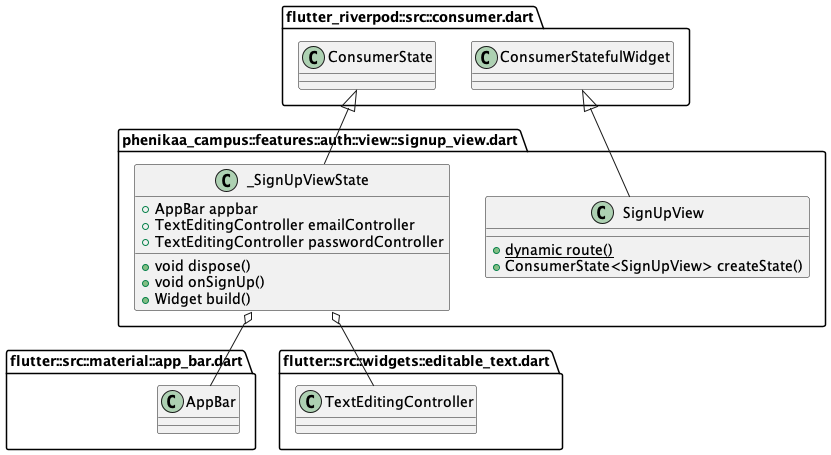 flutter_riverpod::src::consumer.dart
C ConsumerState
C ConsumerStatefulWidget
phenikaa_campus::features::auth::view::signup_view.dart
C _SignUpViewState
AppBar appbar
TextEditingController emailController
TextEditingController passwordController
void dispose()
void onSignUp()
Widget build()
C SignUpView
dynamic route()
ConsumerState<SignUpView> createState()
flutter::src::material::app_bar.dart
C AppBar
flutter::src::widgets::editable_text.dart
C TextEditingController